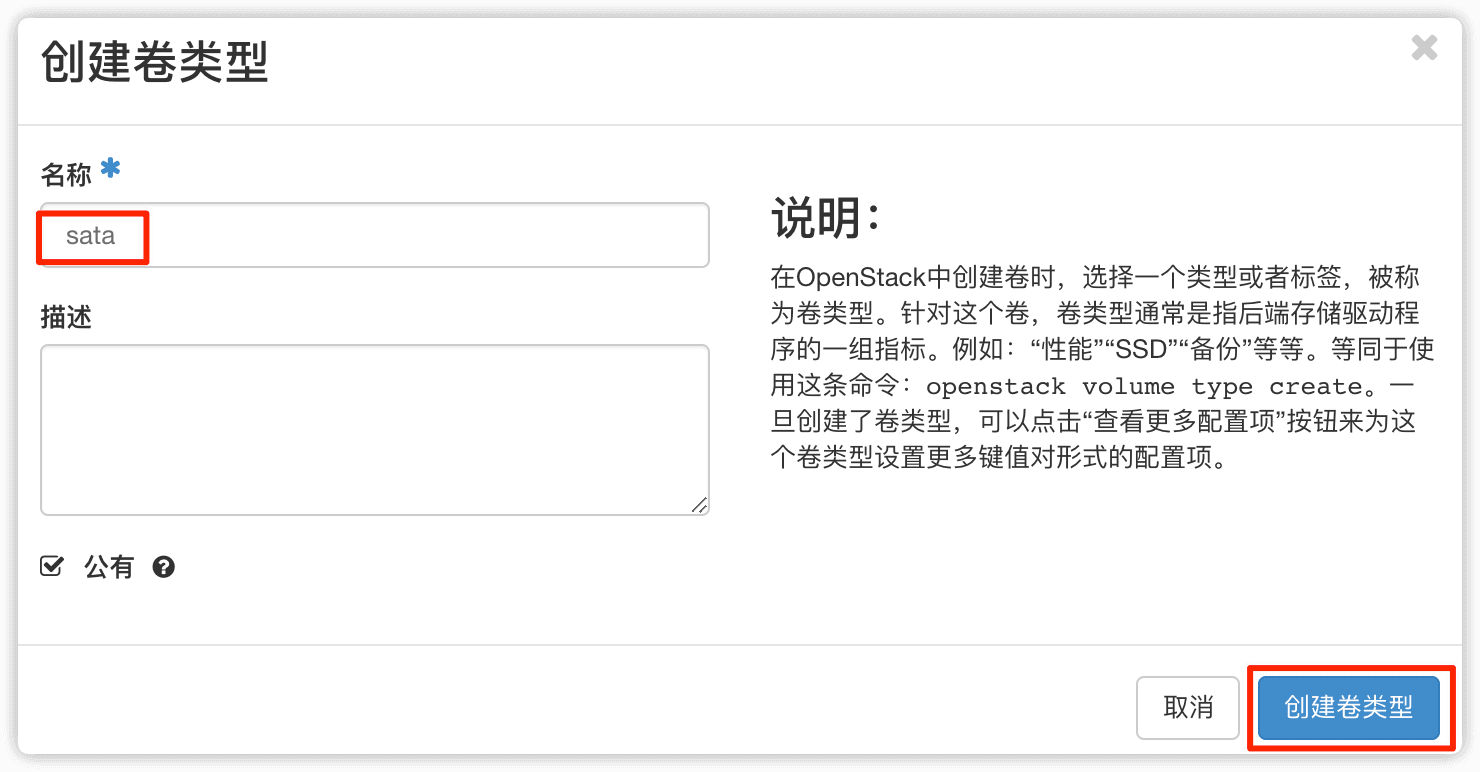 创建卷类型
名称 *
sata
描述
公有
说明：
在OpenStack中创建卷时，选择一个类型或者标签，被称
为卷类型。针对这个卷，卷类型通常是指后端存储驱动程
序的一组指标。例如：“性能”“SSD”“备份”等等。等同于使
用这条命令：openstack volume type create。一
旦创建了卷类型，可以点击“查看更多配置项”按钮来为这
个卷类型设置更多键值对形式的配置项。
取消
创建卷类型